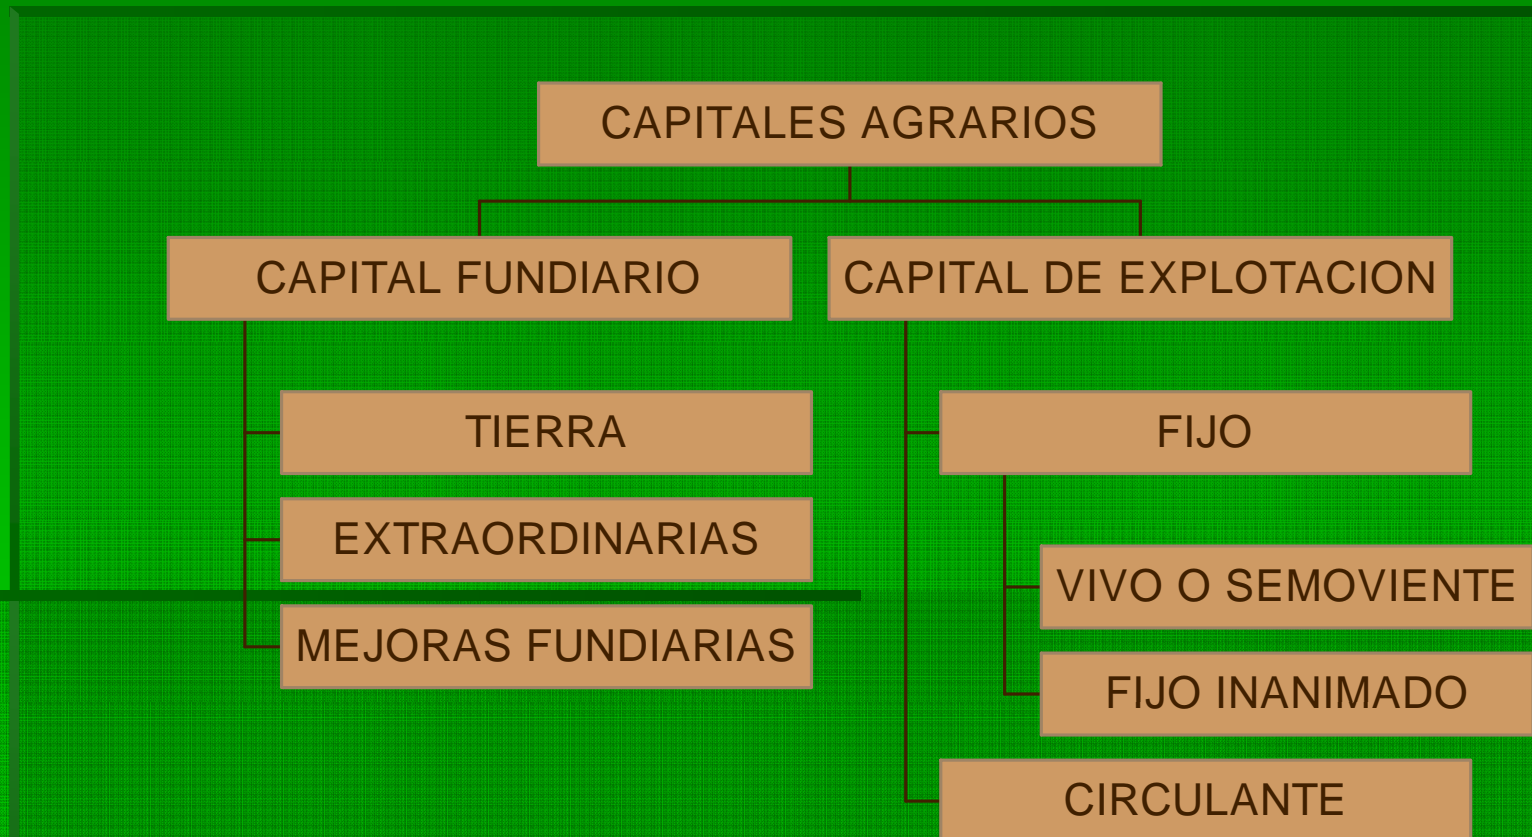 CAPITALES AGRARIOS
CAPITAL FUNDIARIO
CAPITAL DE EXPLOTACION
TIERRA
EXTRAORDINARIAS
MEJORAS FUNDIARIAS
FIJO
VIVO O SEMOVIENTE
FIJO INANIMADO
CIRCULANTE